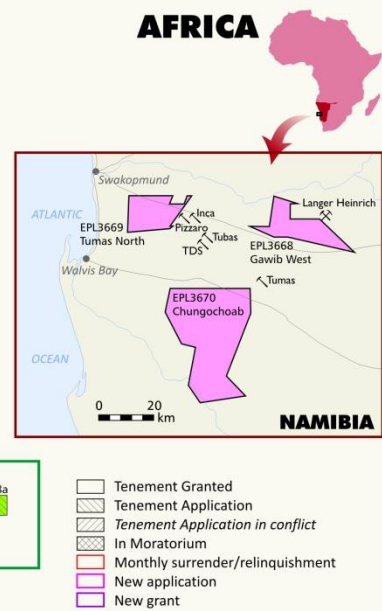 AFRICA
Swakopmund
ATLANTIC
EPL3669
Tumas North
Inca
Pizzaro
Tubas
TDS
Langer Heinrich
EPL3668
Gawib West
Walvis Bay
Tumas
EPL3670
Chungochoab
OCEAN
0 20
km
NAMIBIA
Tenement Granted
Tenement Application
Tenement Application in conflict
In Moratorium
Monthly surrender/relinquishment
New application
New grant